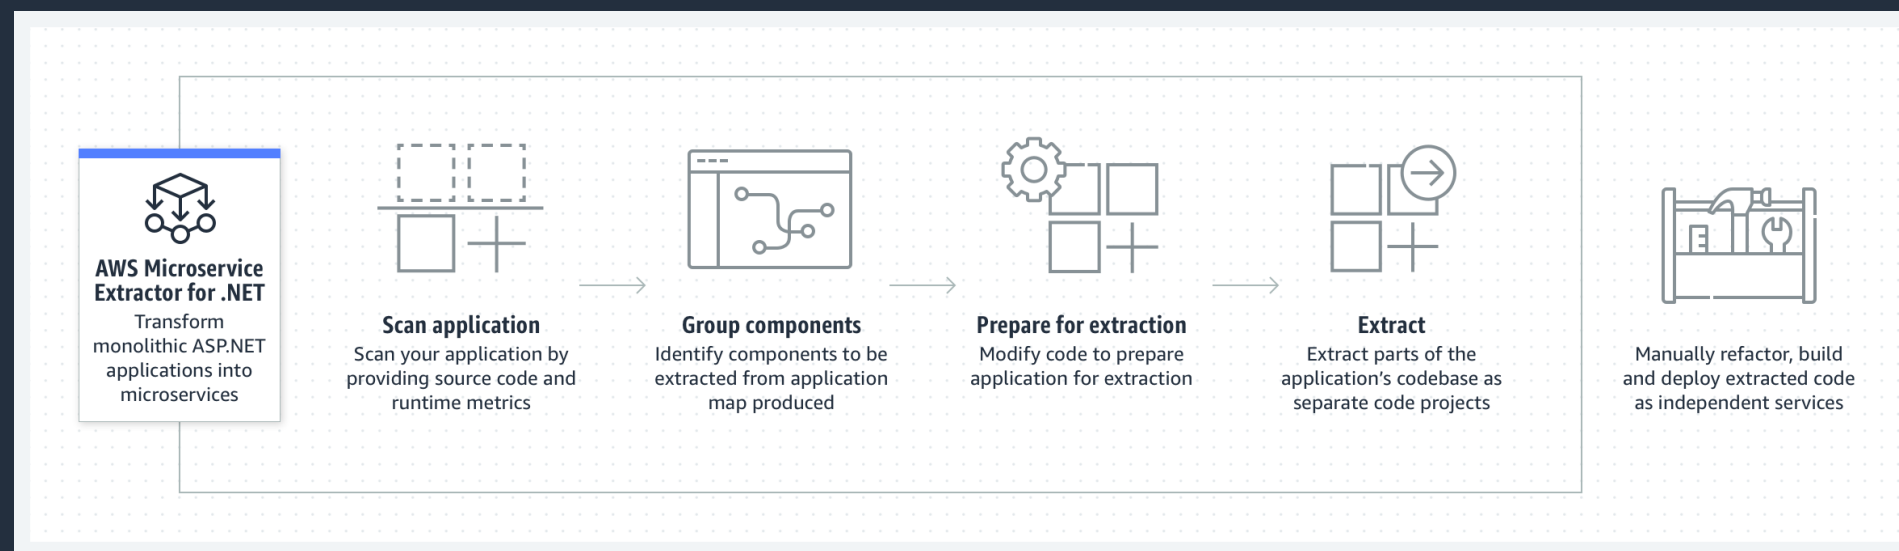 AWS Microservice
Extractor for .NET
Transform
monolithic ASP.NET
applications into
microservices
Scan application
Scan your application by
providing source code and
runtime metrics
Group components
Identify components to be
extracted from application
map produced
Prepare for extraction
Modify code to prepare
application for extraction
Extract
Extract parts of the
application's codebase as
separate code projects
Manually refactor, build
and deploy extracted code
as independent services